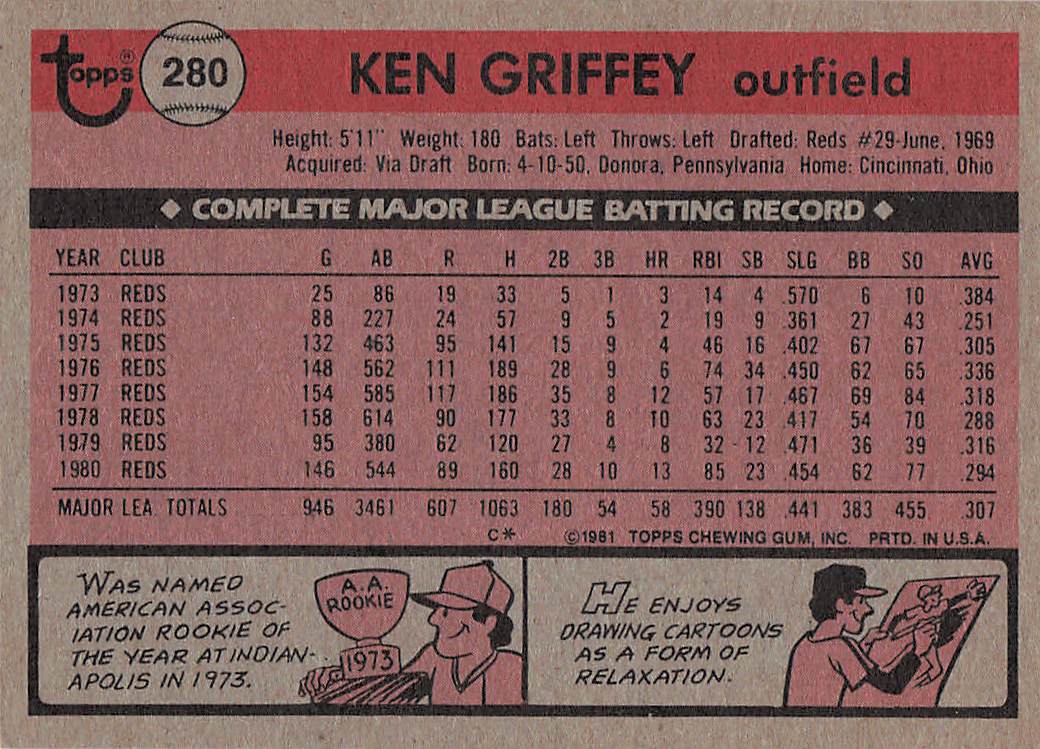 Topps® 280 KEN GRIFFEY outfield
Height: 5'11" Weight: 180 Bats: Left Throws: Left Drafted: Reds #29-June, 1969
Acquired: Via Draft Born: 4-10-50, Donora, Pennsylvania Home: Cincinnati, Ohio
◆ COMPLETE MAJOR LEAGUE BATTING RECORD ◆
YEAR CLUB G AB R H 2B 3B HR RBI SB SLG BB SO AVG
1973 REDS 25 86 19 33 5 1 3 14 4 .570 6 10 .384
1974 REDS 88 227 24 57 9 5 2 19 9 .361 27 43 .251
1975 REDS 132 463 95 141 15 9 4 46 16 .402 67 67 .305
1976 REDS 148 562 111 189 28 9 6 74 34 .450 62 65 .336
1977 REDS 154 585 117 186 35 8 12 57 17 .467 69 84 .318
1978 REDS 158 614 90 177 33 8 10 63 23 .417 54 70 .288
1979 REDS 95 380 62 120 27 4 8 32 12 .471 36 39 .316
1980 REDS 146 544 89 160 28 10 13 85 23 .454 62 77 .294
MAJOR LEA. TOTALS 946 3461 607 1063 180 54 58 390 138 .441 383 455 .307
C* ©1981 TOPPS CHEWING GUM, INC. PRTD. IN U.S.A.
WAS NAMED
AMERICAN ASSOC-
IATION ROOKIE OF
THE YEAR AT INDIAN-
APOLIS IN 1973.
A.A.
ROOKIE
1973
HE ENJOYS
DRAWING CARTOONS
AS A FORM OF
RELAXATION.